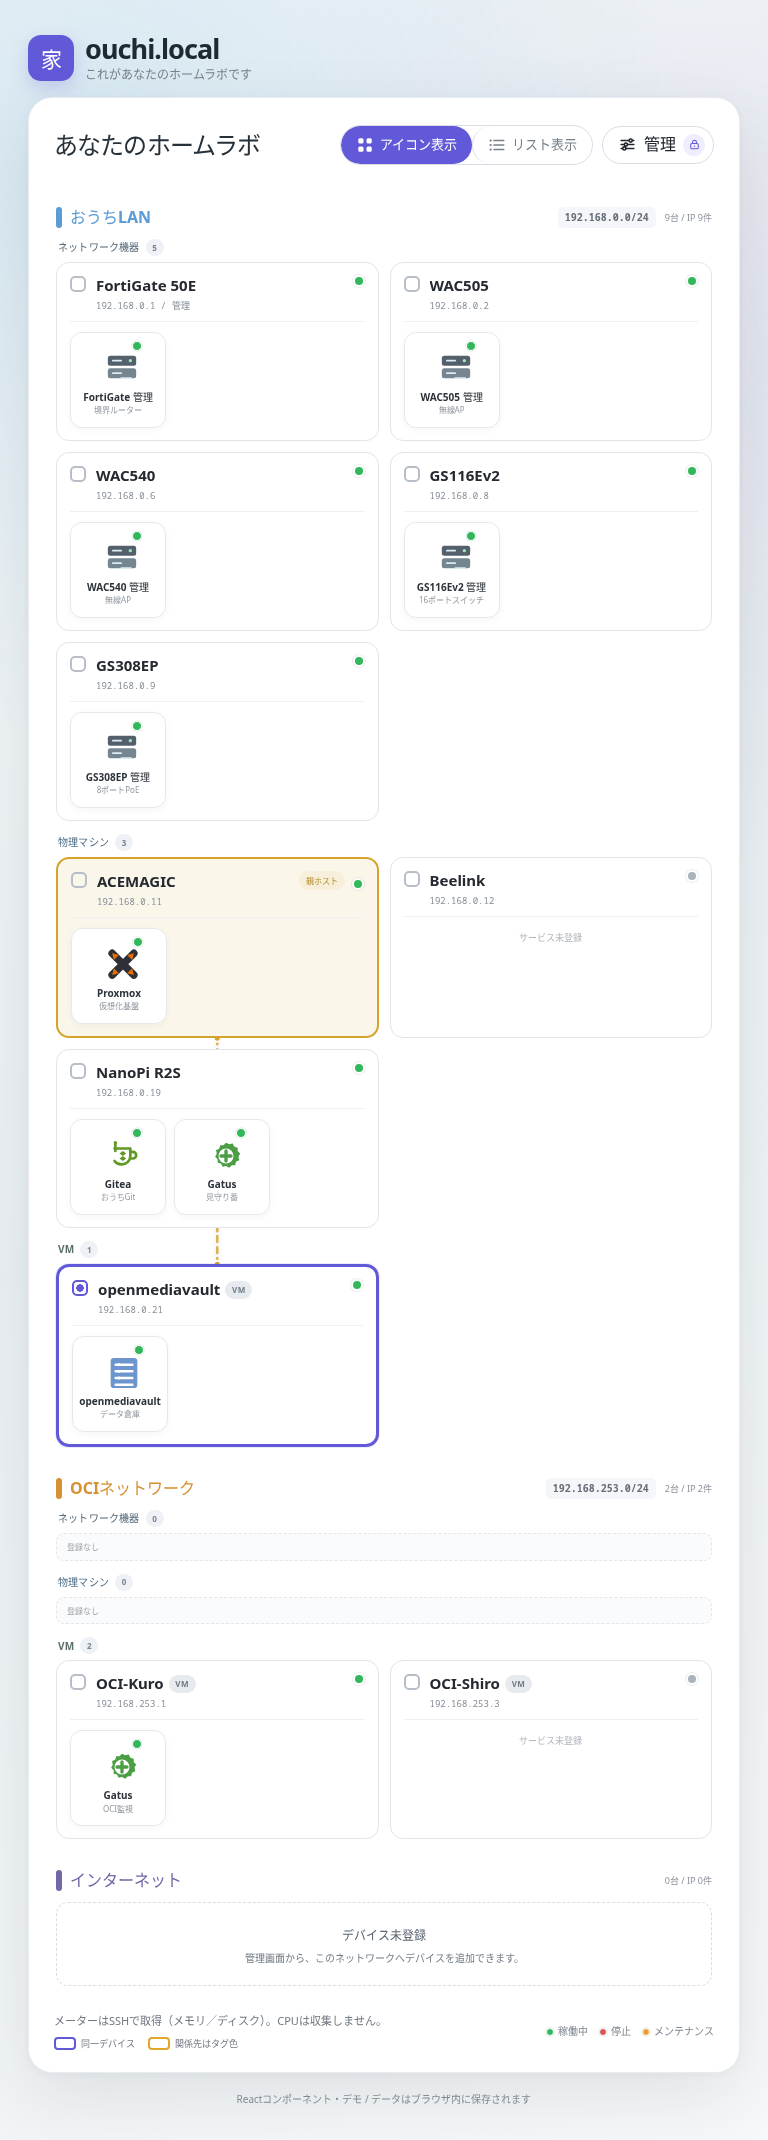 家
ouchi.local
これがあなたのホームラボです
あなたのホームラボ
アイコン表示
リスト表示
管理
おうちLAN
192.168.0.0/24
9台 / IP 9件
ネットワーク機器 5
FortiGate 50E
192.168.0.1 / 管理
FortiGate 管理
境界ルーター
WAC505
192.168.0.2
WAC505 管理
無線AP
WAC540
192.168.0.6
WAC540 管理
無線AP
GS116Ev2
192.168.0.8
GS116Ev2 管理
16ポートスイッチ
GS308EP
192.168.0.9
GS308EP 管理
8ポートPoE
物理マシン 3
ACEMAGIC
親ホスト
192.168.0.11
Proxmox
仮想化基盤
Beelink
192.168.0.12
サービス未登録
NanoPi R2S
192.168.0.19
Gitea
おうちGit
Gatus
見守り番
VM 1
openmediavault VM
192.168.0.21
openmediavault
データ倉庫
OCIネットワーク
192.168.253.0/24
2台 / IP 2件
ネットワーク機器 0
登録なし
物理マシン 0
登録なし
VM 2
OCI-Kuro VM
192.168.253.1
Gatus
OCI監視
OCI-Shiro VM
192.168.253.3
サービス未登録
インターネット
0台 / IP 0件
デバイス未登録
管理画面から、このネットワークへデバイスを追加できます。
メーターはSSHで取得（メモリ／ディスク）。CPUは収集しません。
同一デバイス
関係先はタグ色
稼働中
停止
メンテナンス
Reactコンポーネント・デモ / データはブラウザ内に保存されます